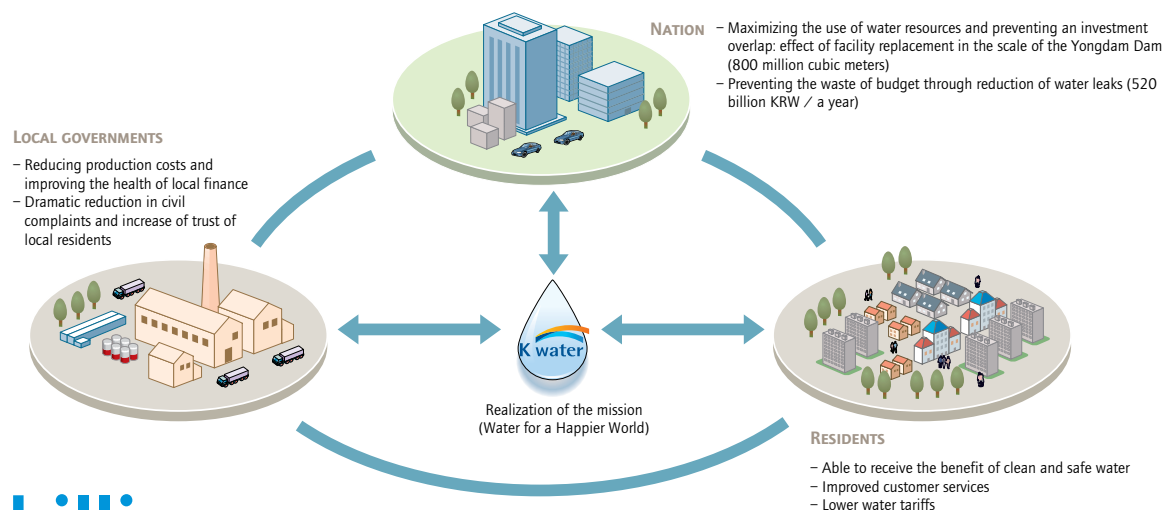 NATION
– Maximizing the use of water resources and preventing an investment
overlap: effect of facility replacement in the scale of the Yongdam Dam
(800 million cubic meters)
– Preventing the waste of budget through reduction of water leaks (520
billion KRW / a year)
LOCAL GOVERNMENTS
– Reducing production costs and
improving the health of local finance
– Dramatic reduction in civil
complaints and increase of trust of
local residents
K water
Realization of the mission
(Water for a Happier World)
RESIDENTS
– Able to receive the benefit of clean and safe water
– Improved customer services
– Lower water tariffs